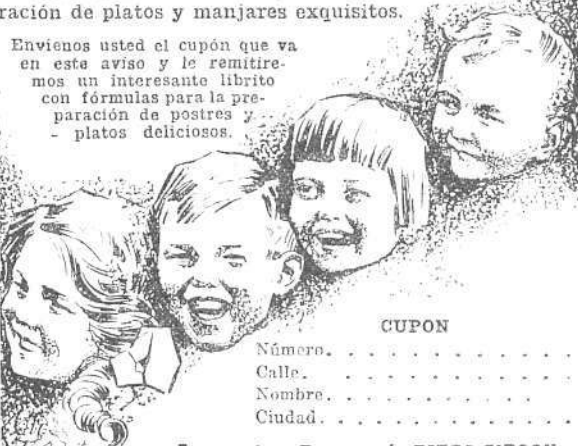 ración de platos y manjares exquisitos.
Envienos usted el cupón que va
en este aviso y le remitire-
mos un interesante librito
con fórmulas para la pre-
paración de postres y
- platos deliciosos.
CUPON
Número. . . . . . . . . . . .
Calle. . . . . . . . . . . .
Nombre. . . . . . . . . . .
Ciudad. . . . . . . . . . . .